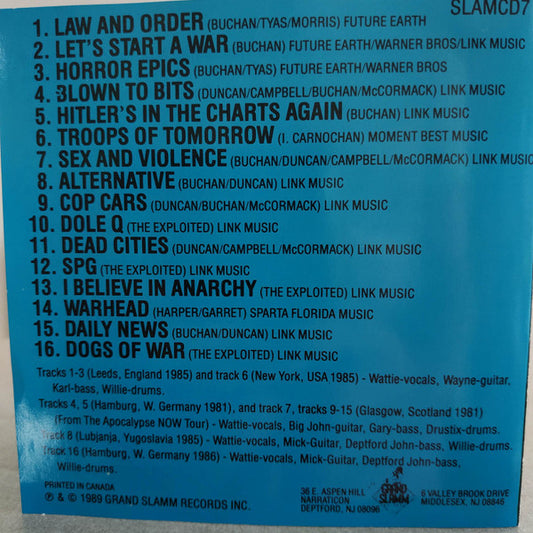 SLAMCD7
1. LAW AND ORDER (BUCHAN/TYAS/MORRIS) FUTURE EARTH
2. LET'S START A WAR (BUCHAN) FUTURE EARTH/WARNER BROS/LINK MUSIC
3. HORROR EPICS (BUCHAN/TYAS) FUTURE EARTH/WARNER BROS
4. BLOWN TO BITS (DUNCAN/CAMPBELL/BUCHAN/McCORMACK) LINK MUSIC
5. HITLER'S IN THE CHARTS AGAIN (BUCHAN) LINK MUSIC
6. TROOPS OF TOMORROW (I. CARNOCHAN) MOMENT BEST MUSIC
7. SEX AND VIOLENCE (BUCHAN/DUNCAN/CAMPBELL/McCORMACK) LINK MUSIC
8. ALTERNATIVE (BUCHAN/DUNCAN) LINK MUSIC
9. COP CARS (DUNCAN/BUCHAN/McCORMACK) LINK MUSIC
10. DOLE Q (THE EXPLOITED) LINK MUSIC
11. DEAD CITIES (DUNCAN/CAMPBELL/McCORMACK) LINK MUSIC
12. SPG (THE EXPLOITED) LINK MUSIC
13. I BELIEVE IN ANARCHY (THE EXPLOITED) LINK MUSIC
14. WARHEAD (HARPER/GARRET) SPARTA FLORIDA MUSIC
15. DAILY NEWS (BUCHAN/DUNCAN) LINK MUSIC
16. DOGS OF WAR (THE EXPLOITED) LINK MUSIC
Tracks 1-3 (Leeds, England 1985) and track 6 (New York, USA 1985) - Wattie-vocals, Wayne-guitar,
Karl-bass, Willie-drums.
Tracks 4, 5 (Hamburg, W. Germany 1981), and track 7, tracks 9-15 (Glasgow, Scotland 1981)
(From The Apocalypse NOW Tour) - Wattie-vocals, Big John-guitar, Gary-bass, Drustix-drums.
Track 8 (Lubjanja, Yugoslavia 1985) - Wattie-vocals, Mick-Guitar, Deptford John-bass, Willie-drums.
Track 16 (Hamburg, W. Germany 1986) - Wattie-vocals, Mick-Guitar, Deptford John-bass,
Willie-drums.
PRINTED IN CANADA
℗ & © 1989 GRAND SLAMM RECORDS INC.
36 E. ASPEN HILL
NARRATICON
DEPTFORD, NJ 08096
GRAND
SLAMM
6 VALLEY BROOK DRIVE
MIDDLESEX, NJ 08846